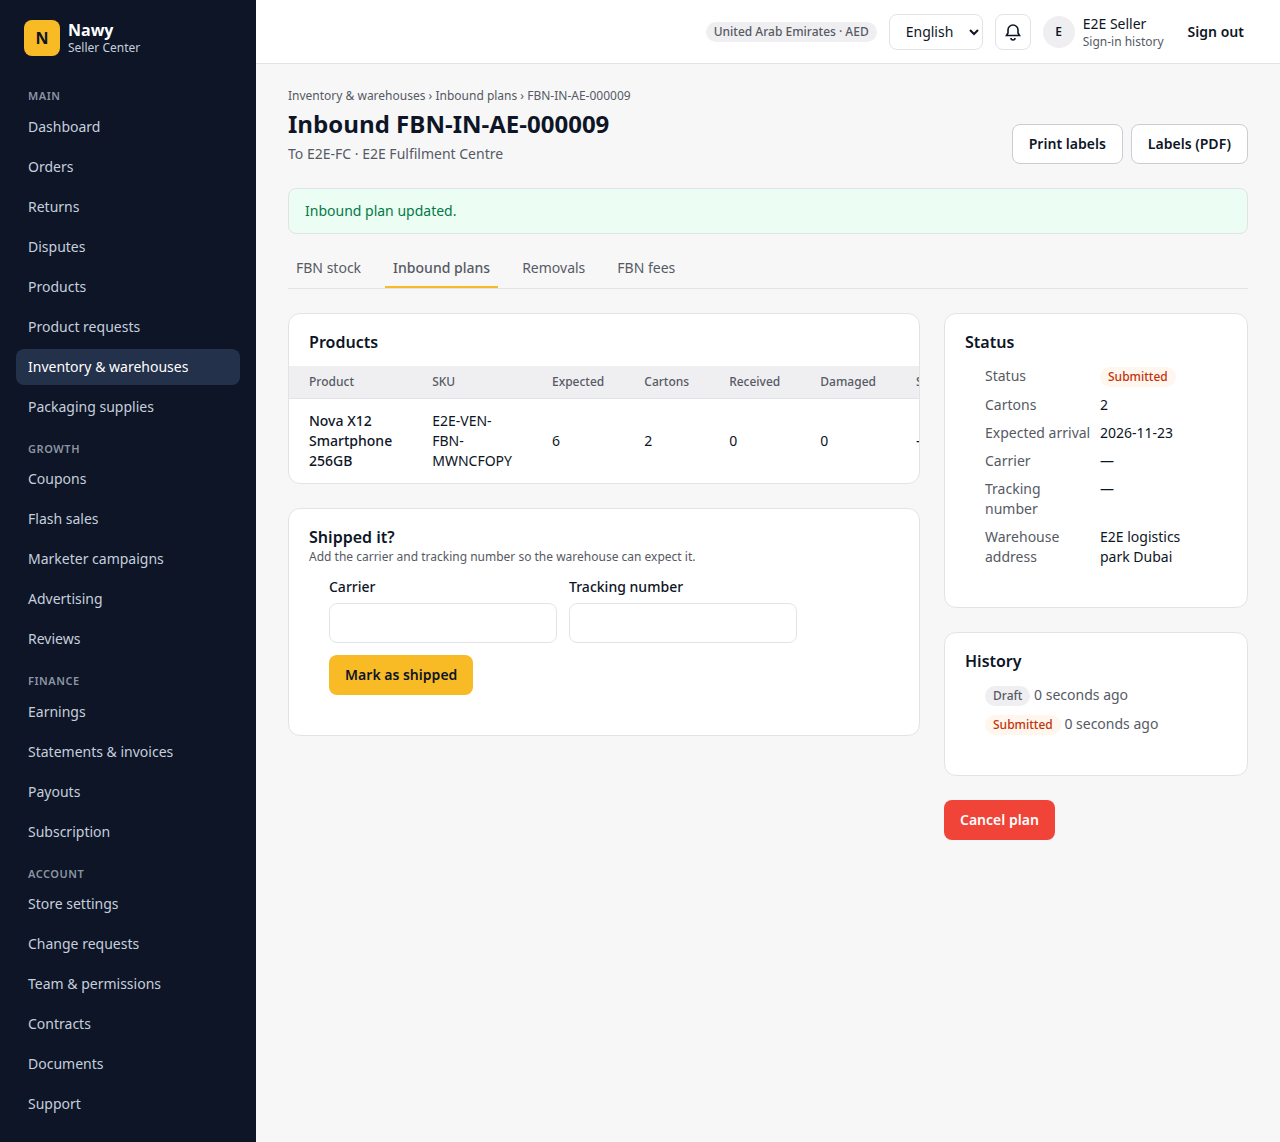 N
Nawy
Seller Center
MAIN
Dashboard
Orders
Returns
Disputes
Products
Product requests
Inventory & warehouses
Packaging supplies
GROWTH
Coupons
Flash sales
Marketer campaigns
Advertising
Reviews
FINANCE
Earnings
Statements & invoices
Payouts
Subscription
ACCOUNT
Store settings
Change requests
Team & permissions
Contracts
Documents
Support
United Arab Emirates · AED
English
E
E2E Seller
Sign-in history
Sign out
Inventory & warehouses › Inbound plans › FBN-IN-AE-000009
Inbound FBN-IN-AE-000009
To E2E-FC · E2E Fulfilment Centre
Print labels
Labels (PDF)
Inbound plan updated.
FBN stock Inbound plans Removals FBN fees
Products
Product SKU Expected Cartons Received Damaged
Nova X12
Smartphone
256GB
E2E-VEN-
FBN-
MWNCFOPY
6 2 0 0
Shipped it?
Add the carrier and tracking number so the warehouse can expect it.
Carrier
Tracking number
Mark as shipped
Status
Status Submitted
Cartons 2
Expected arrival 2026-11-23
Carrier —
Tracking number —
Warehouse address
E2E logistics
park Dubai
History
Draft 0 seconds ago
Submitted 0 seconds ago
Cancel plan